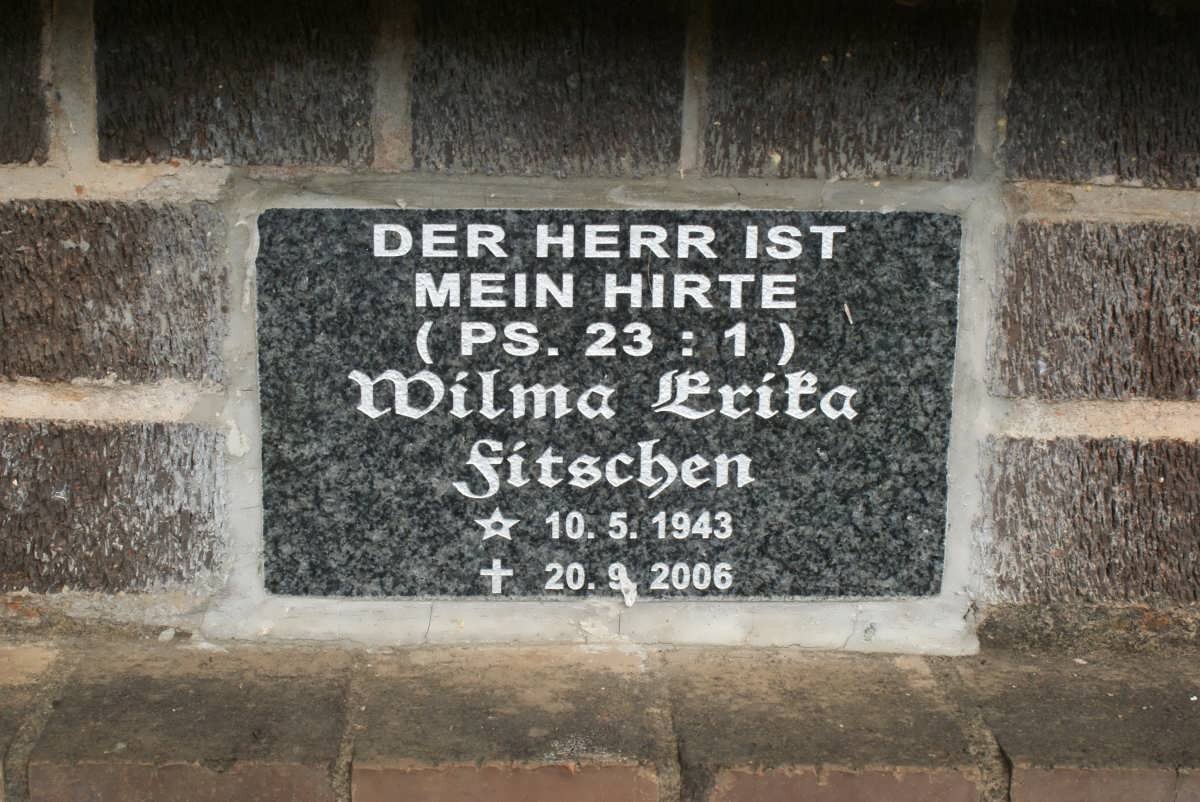 DER HERR IST
MEIN HIRTE
( PS. 23 : 1 )
Wilma Erika
Fitschen
☆ 10. 5. 1943
✝ 20. 9. 2006